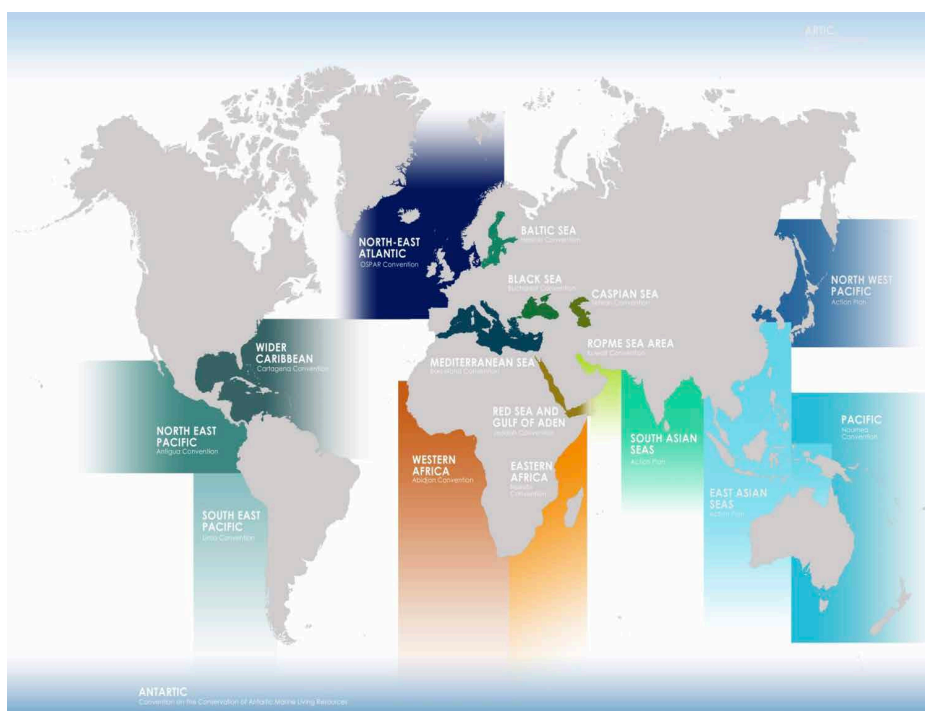 ARTIC
NORTH-EAST
ATLANTIC
OSPAR Convention
BALTIC SEA
Helsinki Convention
BLACK SEA
Bucharest Convention
CASPIAN SEA
Tehran Convention
NORTH WEST
PACIFIC
Action Plan
WIDER
CARIBBEAN
Cartagena Convention
MEDITERRANEAN SEA
Barcelona Convention
ROPME SEA AREA
Kuwait Convention
NORTH EAST
PACIFIC
Antigua Convention
RED SEA AND
GULF OF ADEN
Jeddah Convention
PACIFIC
Noumea
Convention
SOUTH ASIAN
SEAS
Action Plan
WESTERN
AFRICA
Abidjan Convention
EASTERN
AFRICA
Nairobi
Convention
EAST ASIAN
SEAS
Action Plan
SOUTH EAST
PACIFIC
Lima Convention
ANTARTIC
Convention on the Conservation of Antartic Marine Living Resources